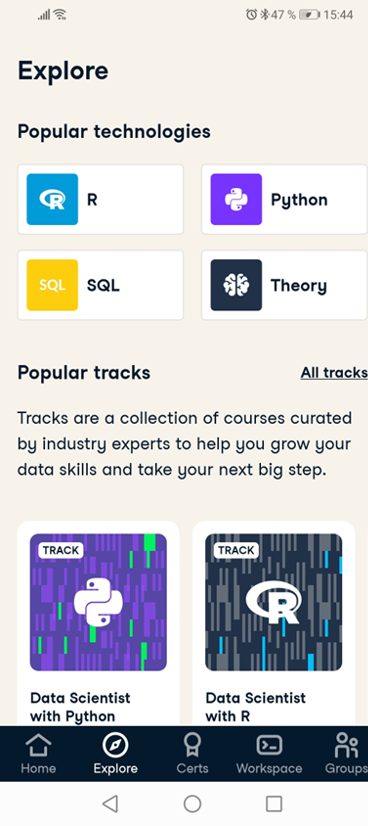 47 % 15:44
Explore
Popular technologies
R Python
SQL SQL Theory
Popular tracks All tracks
Tracks are a collection of courses curated
by industry experts to help you grow your
data skills and take your next big step.
TRACK TRACK
R
Data Scientist Data Scientist
with Python with R
Home Explore Certs Workspace Groups